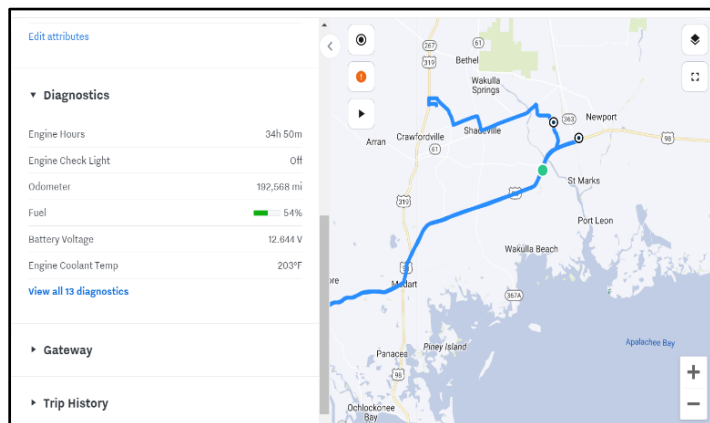 Edit attributes
Diagnostics
Engine Hours 34h 50m
Engine Check Light Off
Odometer 192,568 mi
Fuel 54%
Battery Voltage 12.644 V
Engine Coolant Temp 203°F
View all 13 diagnostics
Gateway
Trip History
267
61
319
Bethel
Wakulla
Springs
363
Newport
98
Arran
Crawfordville
Shadeville
61
319
St Marks
98
Port Leon
Wakulla Beach
98
Medart
367A
Apalachee Bay
Piney Island
Panacea
98
Ochlockonee
Bay